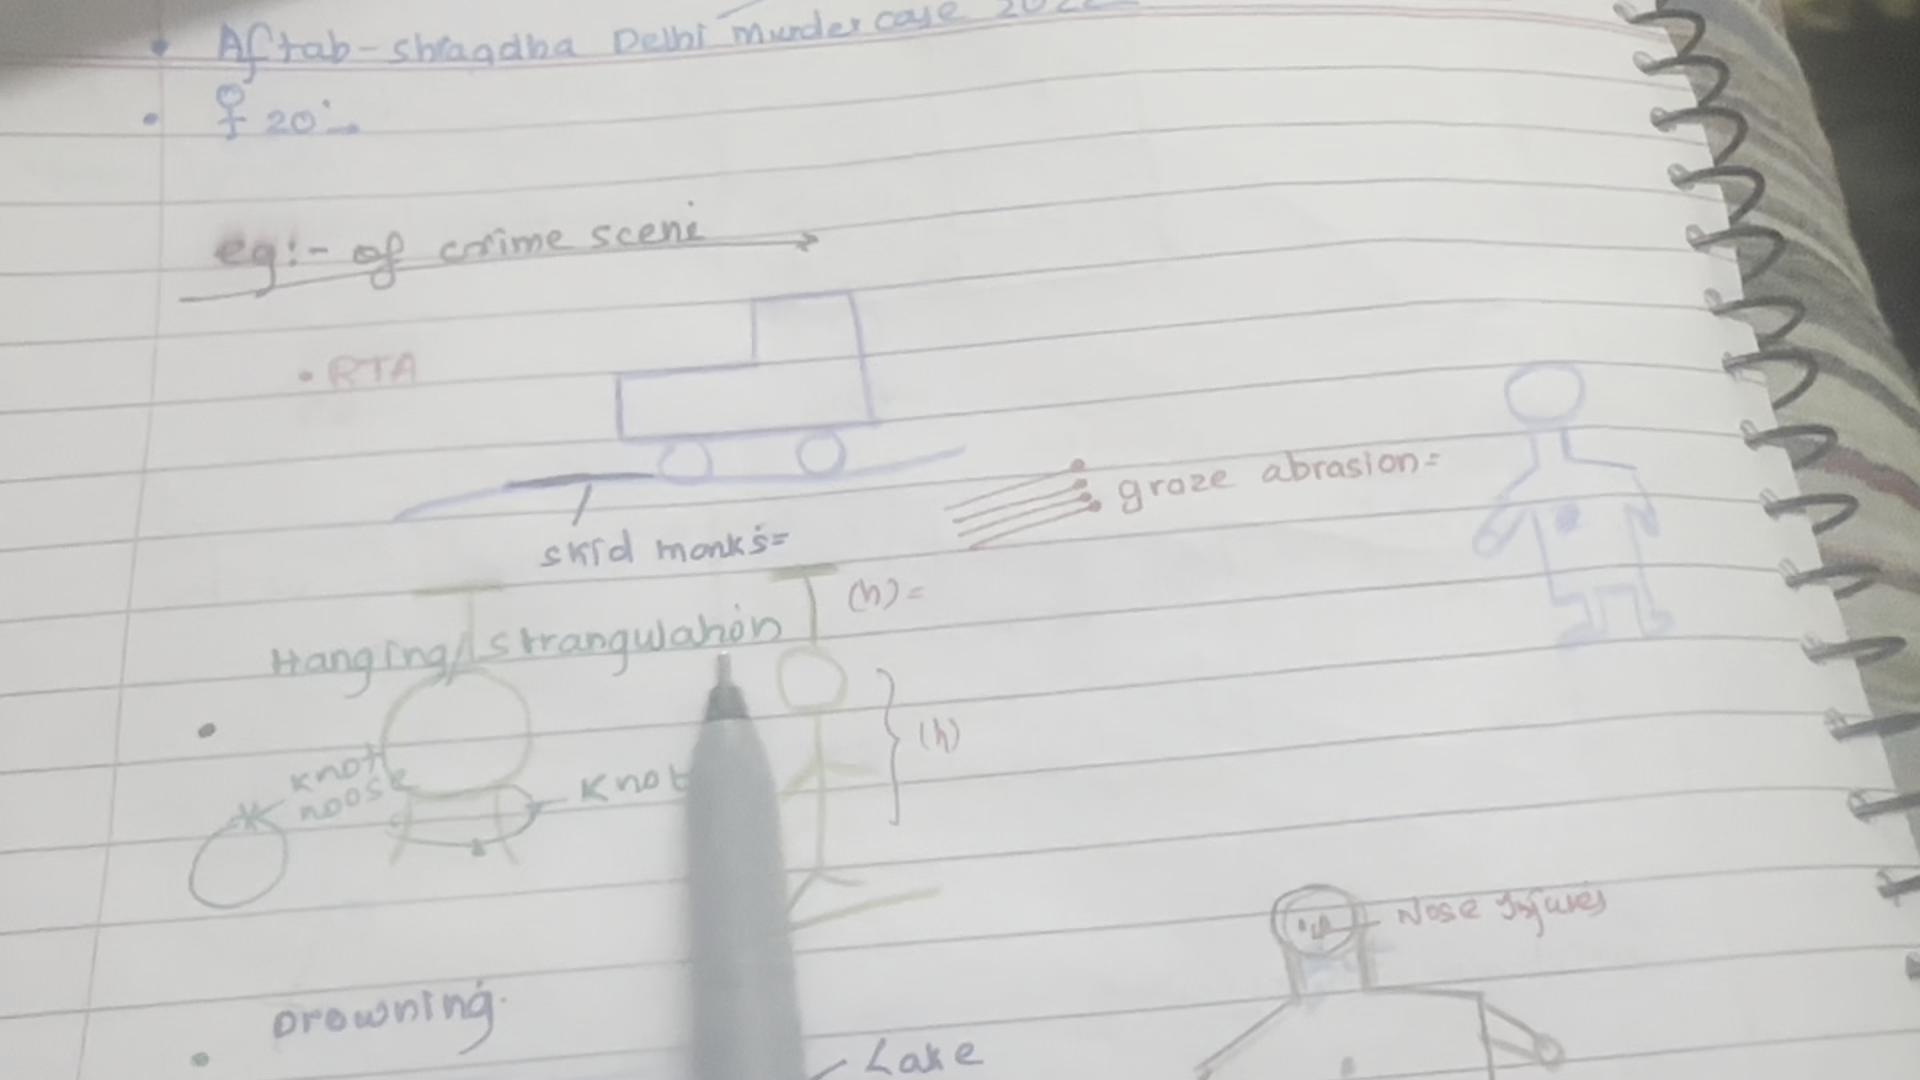 Aftab-shragdha Delhi murder case 2022
♀ 20
eg:- of crime scene
RTA
graze abrasion=
skid marks=
(h)=
Hanging/strangulation
(h)
knot
noose
Knot
Nose Injuries
Drowning.
Lake